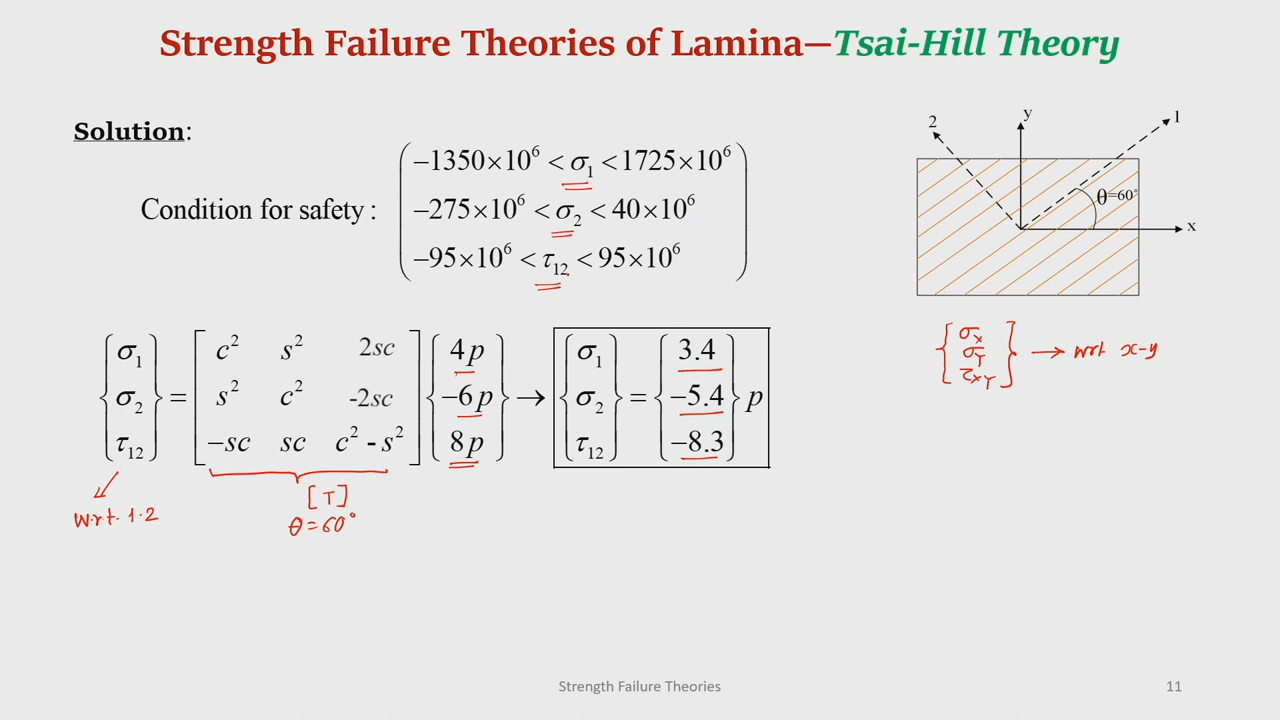 Strength Failure Theories of Lamina—Tsai-Hill Theory
Solution:
Condition for safety :
−1350×10⁶ < σ₁ < 1725×10⁶
−275×10⁶ < σ₂ < 40×10⁶
−95×10⁶ < τ₁₂ < 95×10⁶
2
y
1
θ=60°
x
σ₁ c² s² 2sc 4p σ₁ 3.4
σ₂ = s² c² -2sc −6p → σ₂ = −5.4 p
τ₁₂ −sc sc c² - s² 8p τ₁₂ −8.3
σx
σY → wrt x-y
τXY
W.r.t. 1-2
[T]
θ = 60°
Strength Failure Theories
11